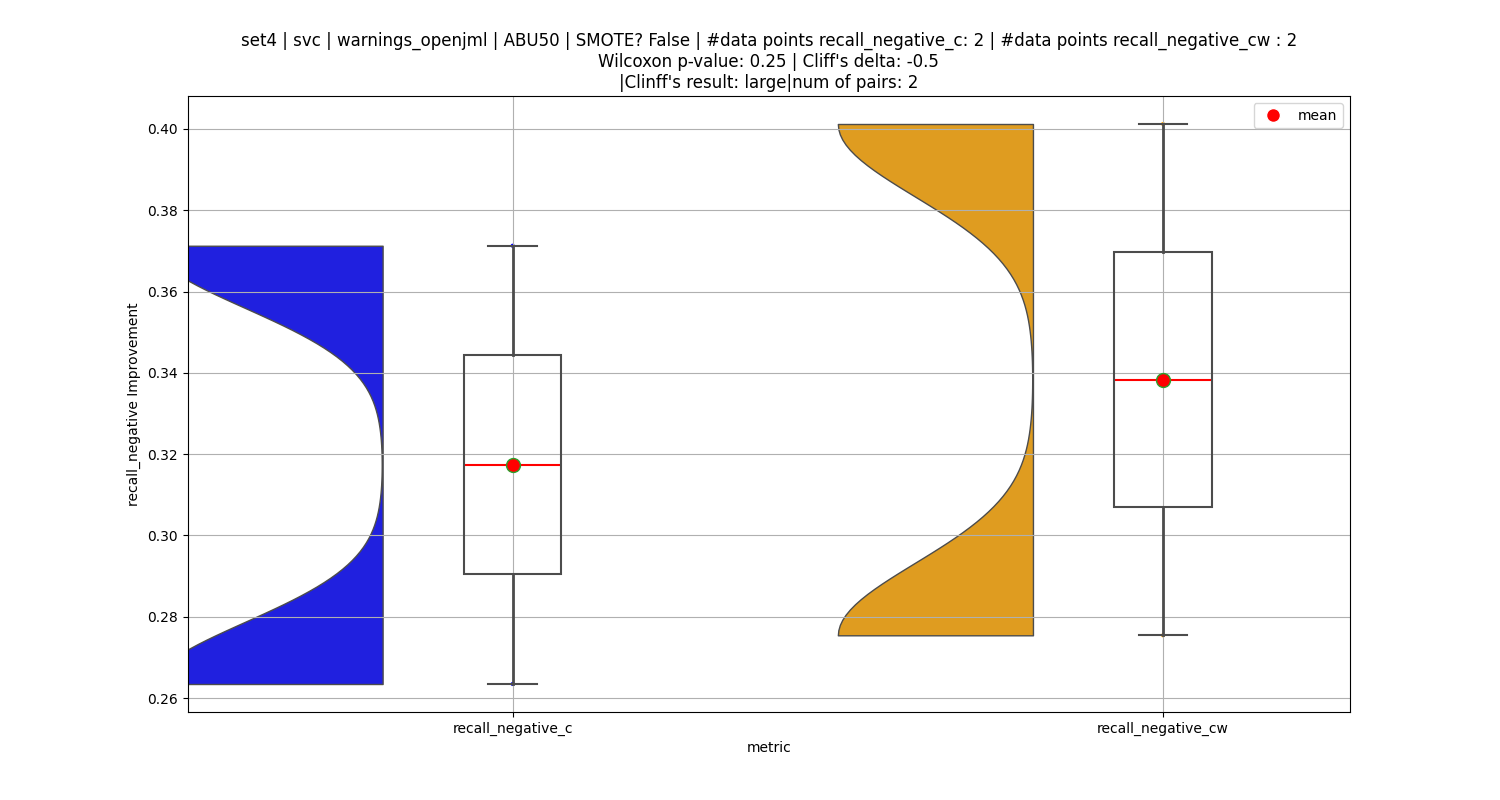 set4 | svc | warnings_openjml | ABU50 | SMOTE? False | #data points recall_negative_c: 2 | #data points recall_negative_cw : 2
Wilcoxon p-value: 0.25 | Cliff's delta: -0.5
|Clinff's result: large|num of pairs: 2
mean
0.40
0.38
0.36
0.34
0.32
0.30
0.28
0.26
recall_negative Improvement
recall_negative_c
recall_negative_cw
metric